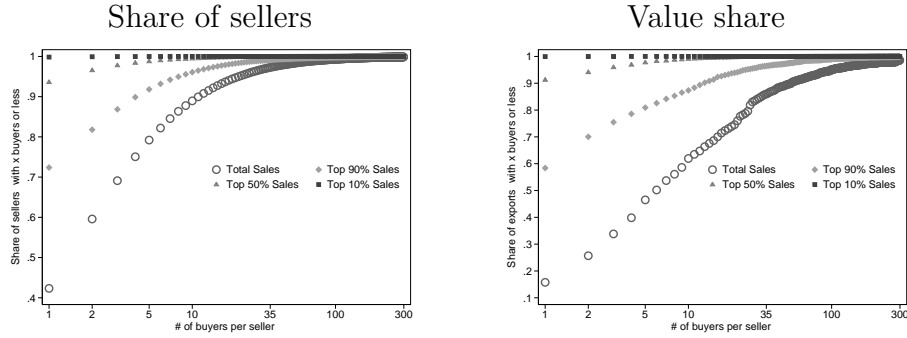 Share of sellers
Share of sellers with x buyers or less
1
.9
.8
.7
.6
.5
.4
Total Sales
Top 90% Sales
Top 50% Sales
Top 10% Sales
1 2 5 10 35 100 300
# of buyers per seller
Value share
Share of exports with x buyers or less
1
.9
.8
.7
.6
.5
.4
.3
.2
.1
Total Sales
Top 90% Sales
Top 50% Sales
Top 10% Sales
1 2 5 10 35 100 300
# of buyers per seller